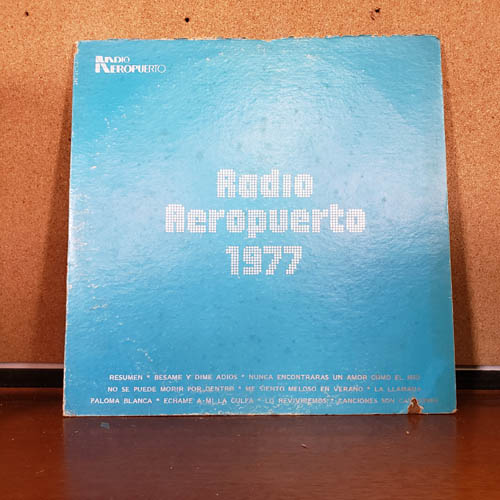 RADIO
AEROPUERTO
Radio
Aeropuerto
1977
RESUMEN * BESAME Y DIME ADIOS * NUNCA ENCONTRARAS UN AMOR COMO EL MIO
NO SE PUEDE MORIR POR DENTRO * ME SIENTO MELOSO EN VERANO * LA LLAMADA
PALOMA BLANCA * ECHAME A MI LA CULPA * LO REVIVIREMOS * CANCIONES SON